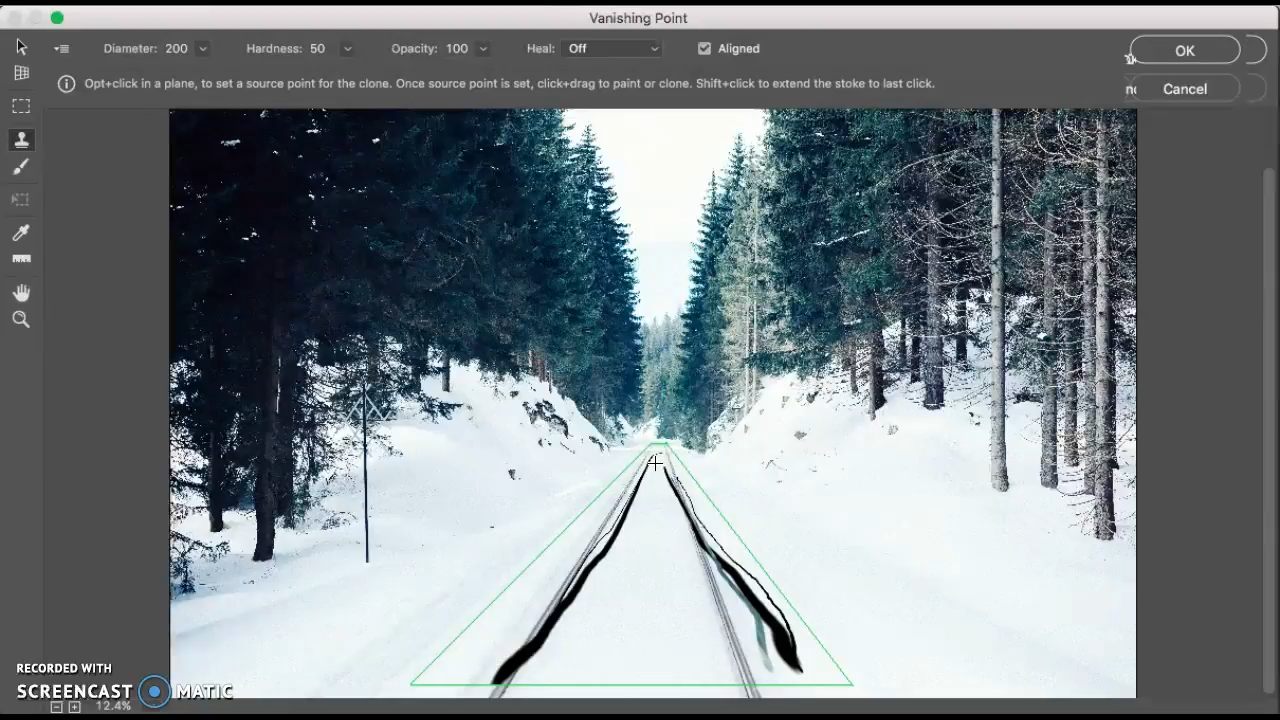 Vanishing Point
Diameter: 200 Hardness: 50 Opacity: 100 Heal: Off Aligned
OK
Opt+click in a plane, to set a source point for the clone. Once source point is set, click+drag to paint or clone. Shift+click to extend the stoke to last click.
Cancel
RECORDED WITH
SCREENCAST MATIC
12.4%